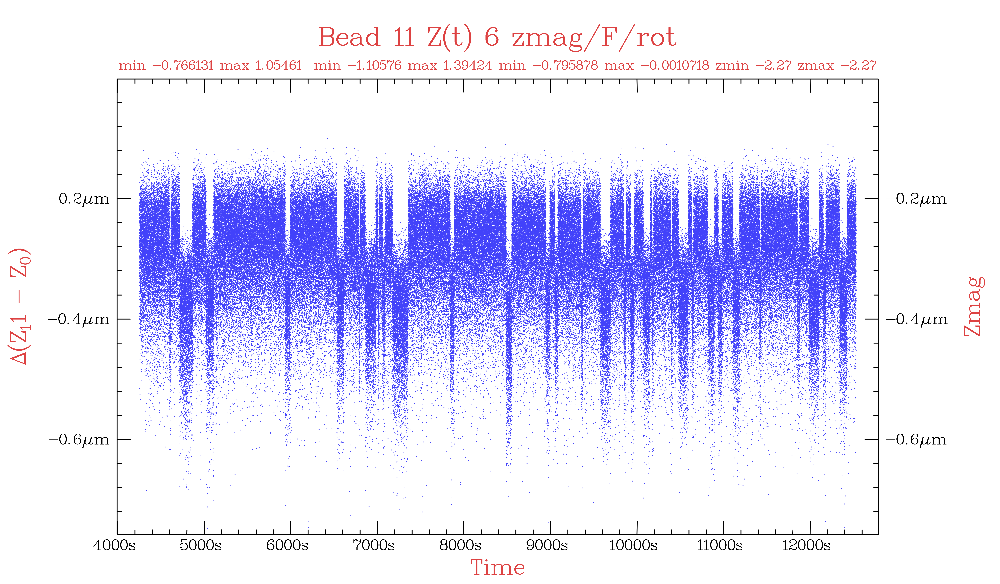 Bead 11 Z(t) 6 zmag/F/rot
min −0.766131 max 1.05461 min −1.10576 max 1.39424 min −0.795878 max −0.0010718 zmin −2.27 zmax −2.27
Δ(Z₁1 − Z₀)
−0.2μm
−0.4μm
−0.6μm
−0.2μm
−0.4μm
−0.6μm
Zmag
4000s 5000s 6000s 7000s 8000s 9000s 10000s 11000s 12000s
Time